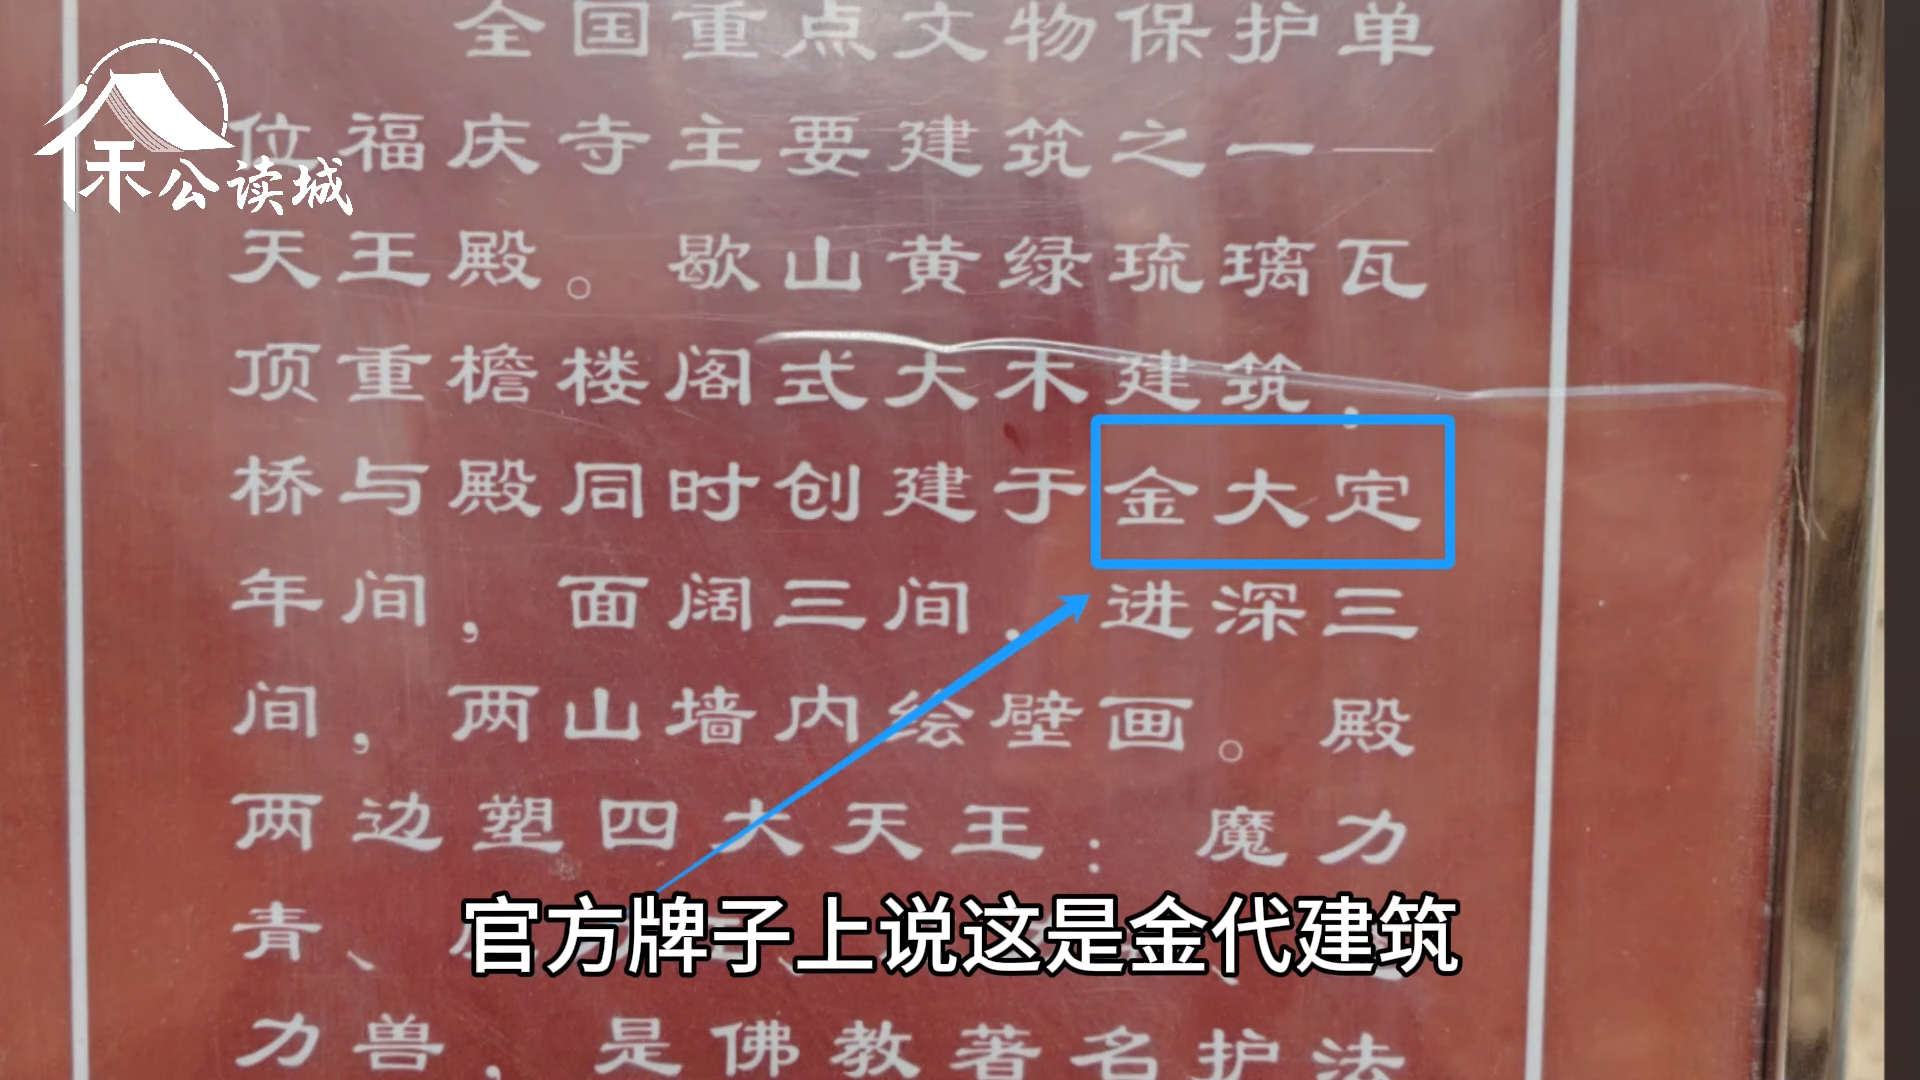 保公读城
全国重点文物保护单
位福庆寺主要建筑之一——
天王殿。歇山黄绿琉璃瓦
顶重檐楼阁式大木建筑，
桥与殿同时创建于金大定
年间，面阔三间，进深三
间，两山墙内绘壁画。殿
两边塑四大天王：魔力
青、
官方牌子上说这是金代建筑
力兽，是佛教著名护法